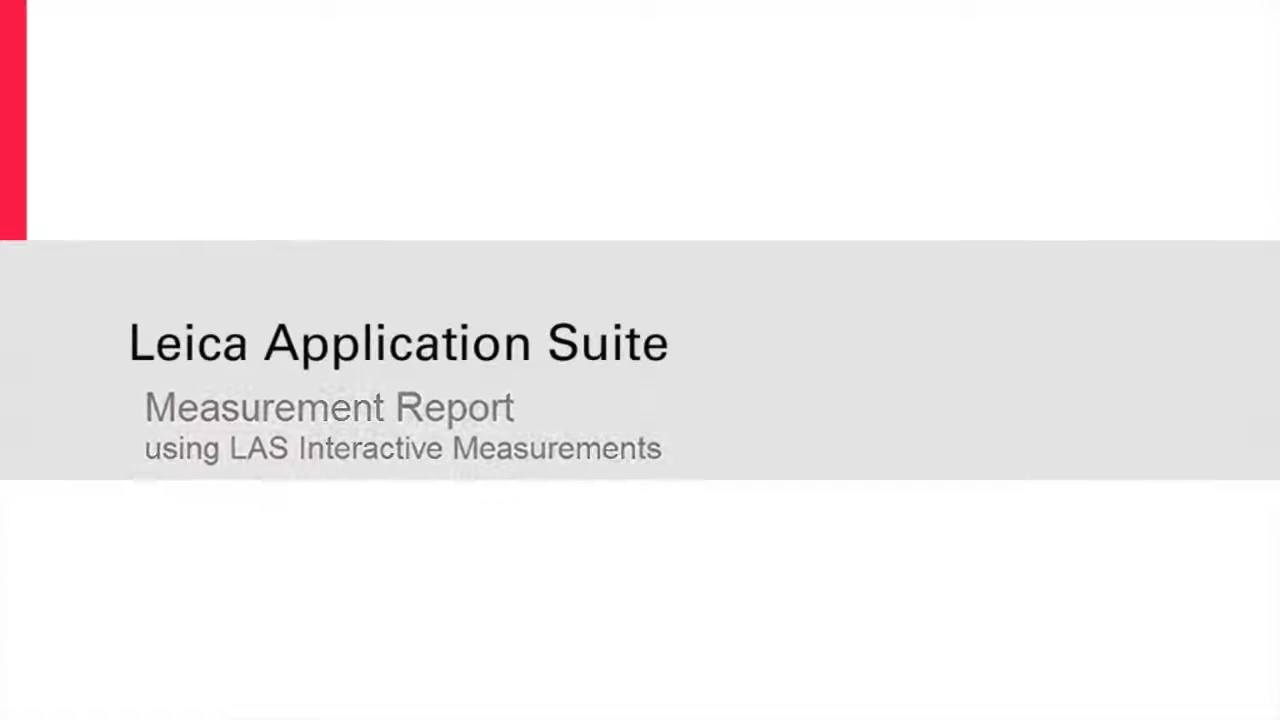 Leica Application Suite
Measurement Report
using LAS Interactive Measurements